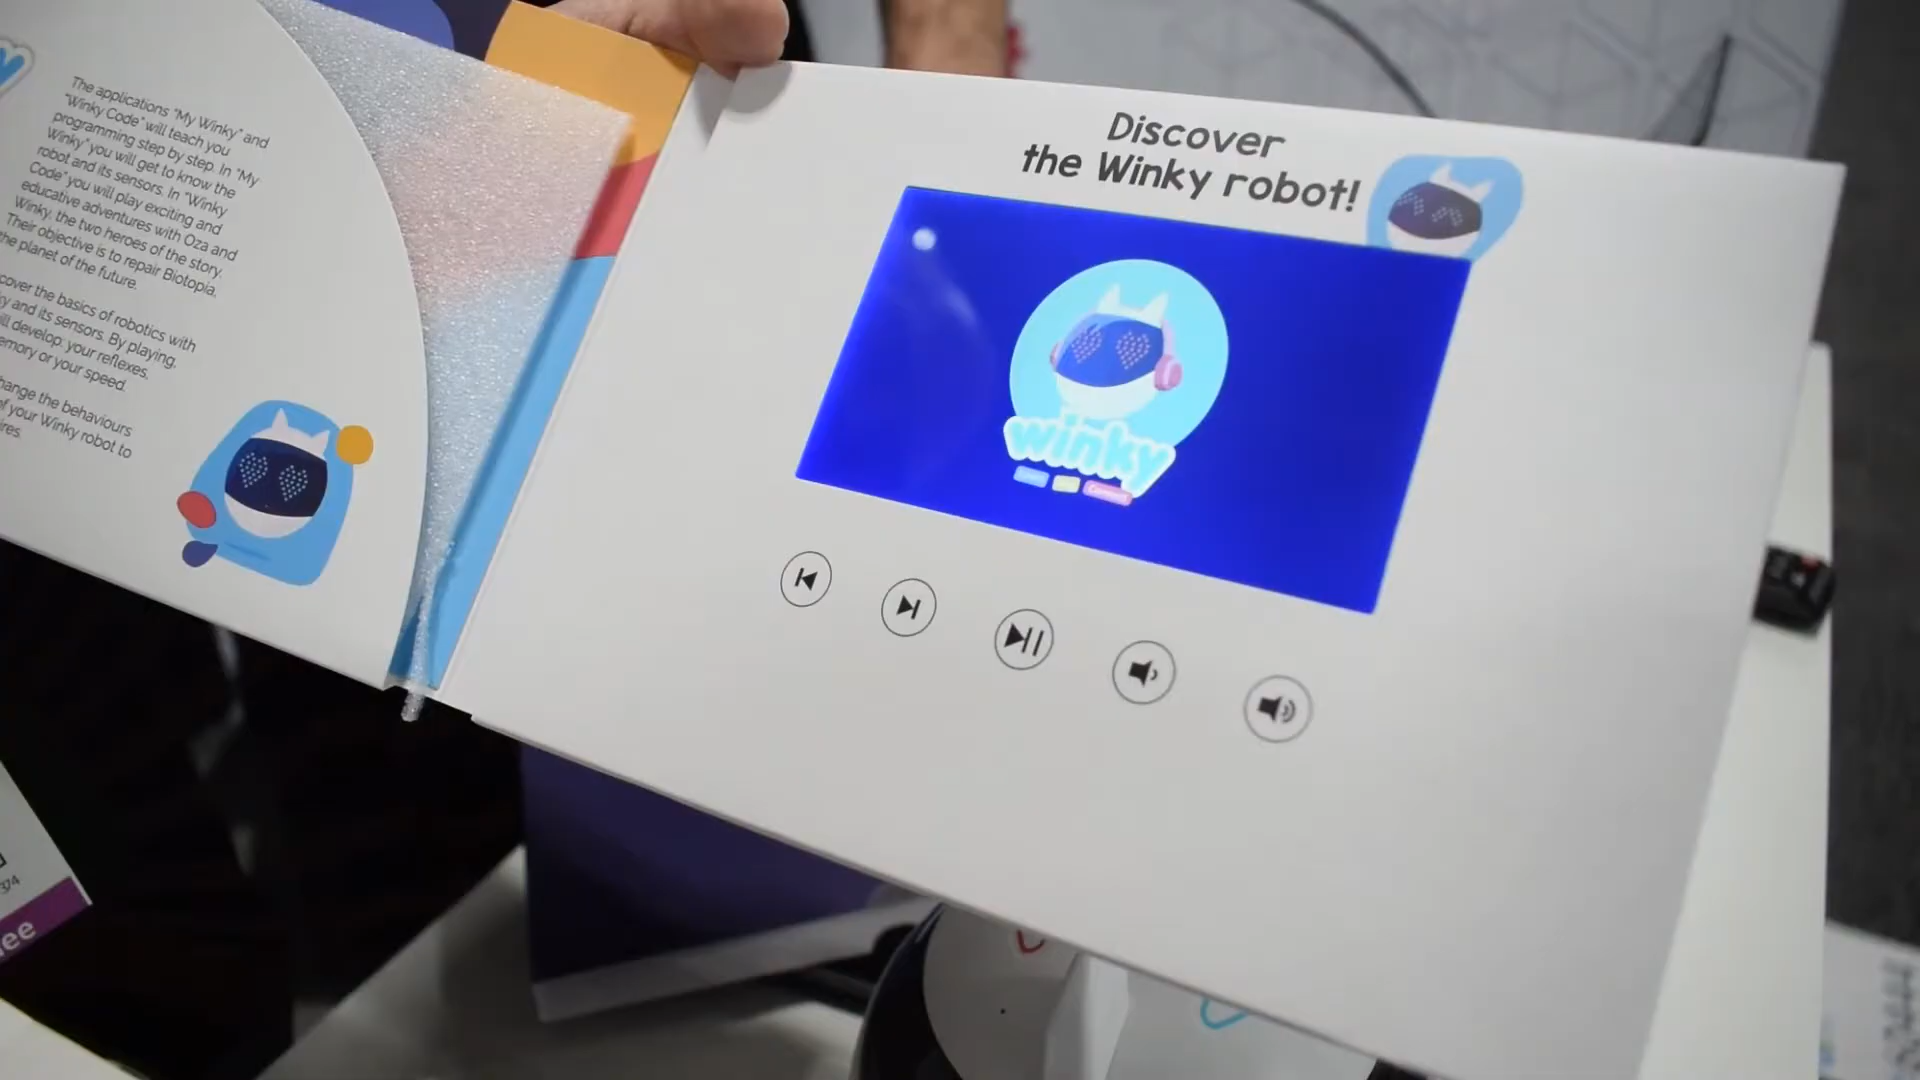 The applications "My Winky" and
"Winky Code" will teach you
programming step by step. In "My
Winky" you will get to know the
robot and its sensors. In "Winky
Code" you will play exciting and
educative adventures with Oza and
Winky, the two heroes of the story.
Their objective is to repair Biotopia,
the planet of the future.
cover the basics of robotics with
and its sensors. By playing,
develop: your reflexes,
memory or your speed.
change the behaviours
of your Winky robot to
Discover
the Winky robot!
winky
374